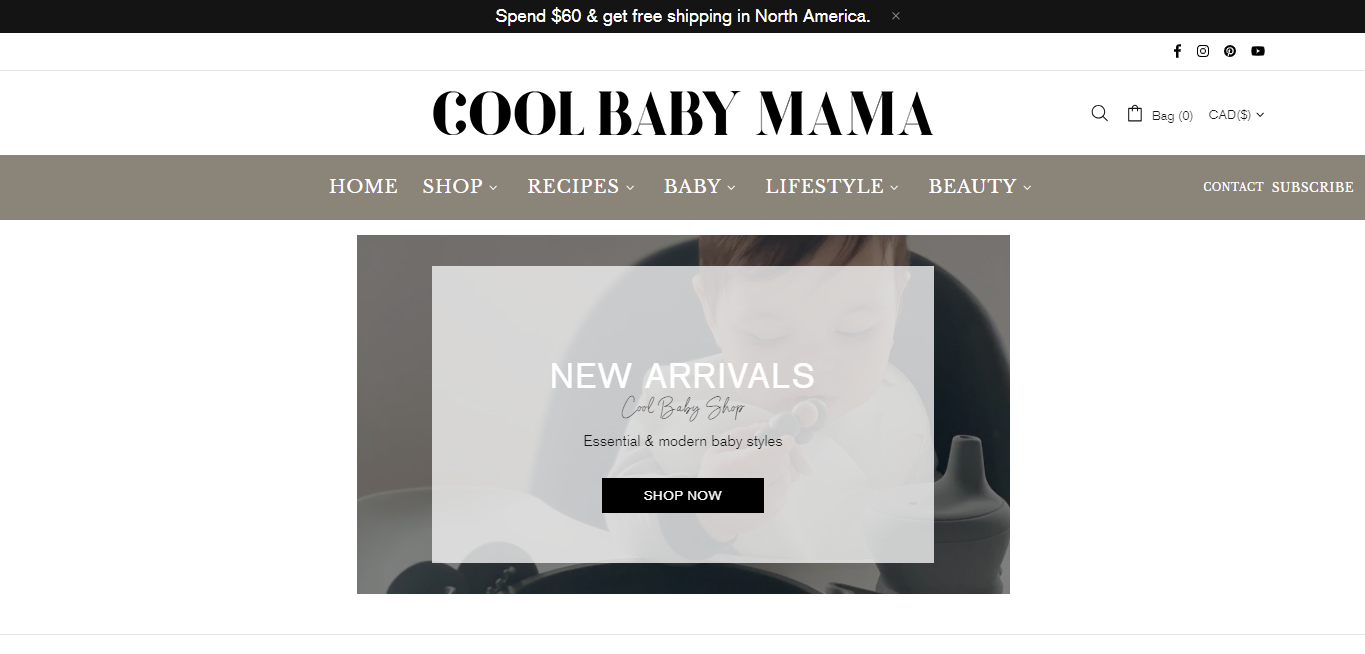 Spend $60 & get free shipping in North America. ×
COOL BABY MAMA
Bag (0) CAD($)
HOME SHOP RECIPES BABY LIFESTYLE BEAUTY CONTACT SUBSCRIBE
NEW ARRIVALS
Cool Baby Shop
Essential & modern baby styles
SHOP NOW